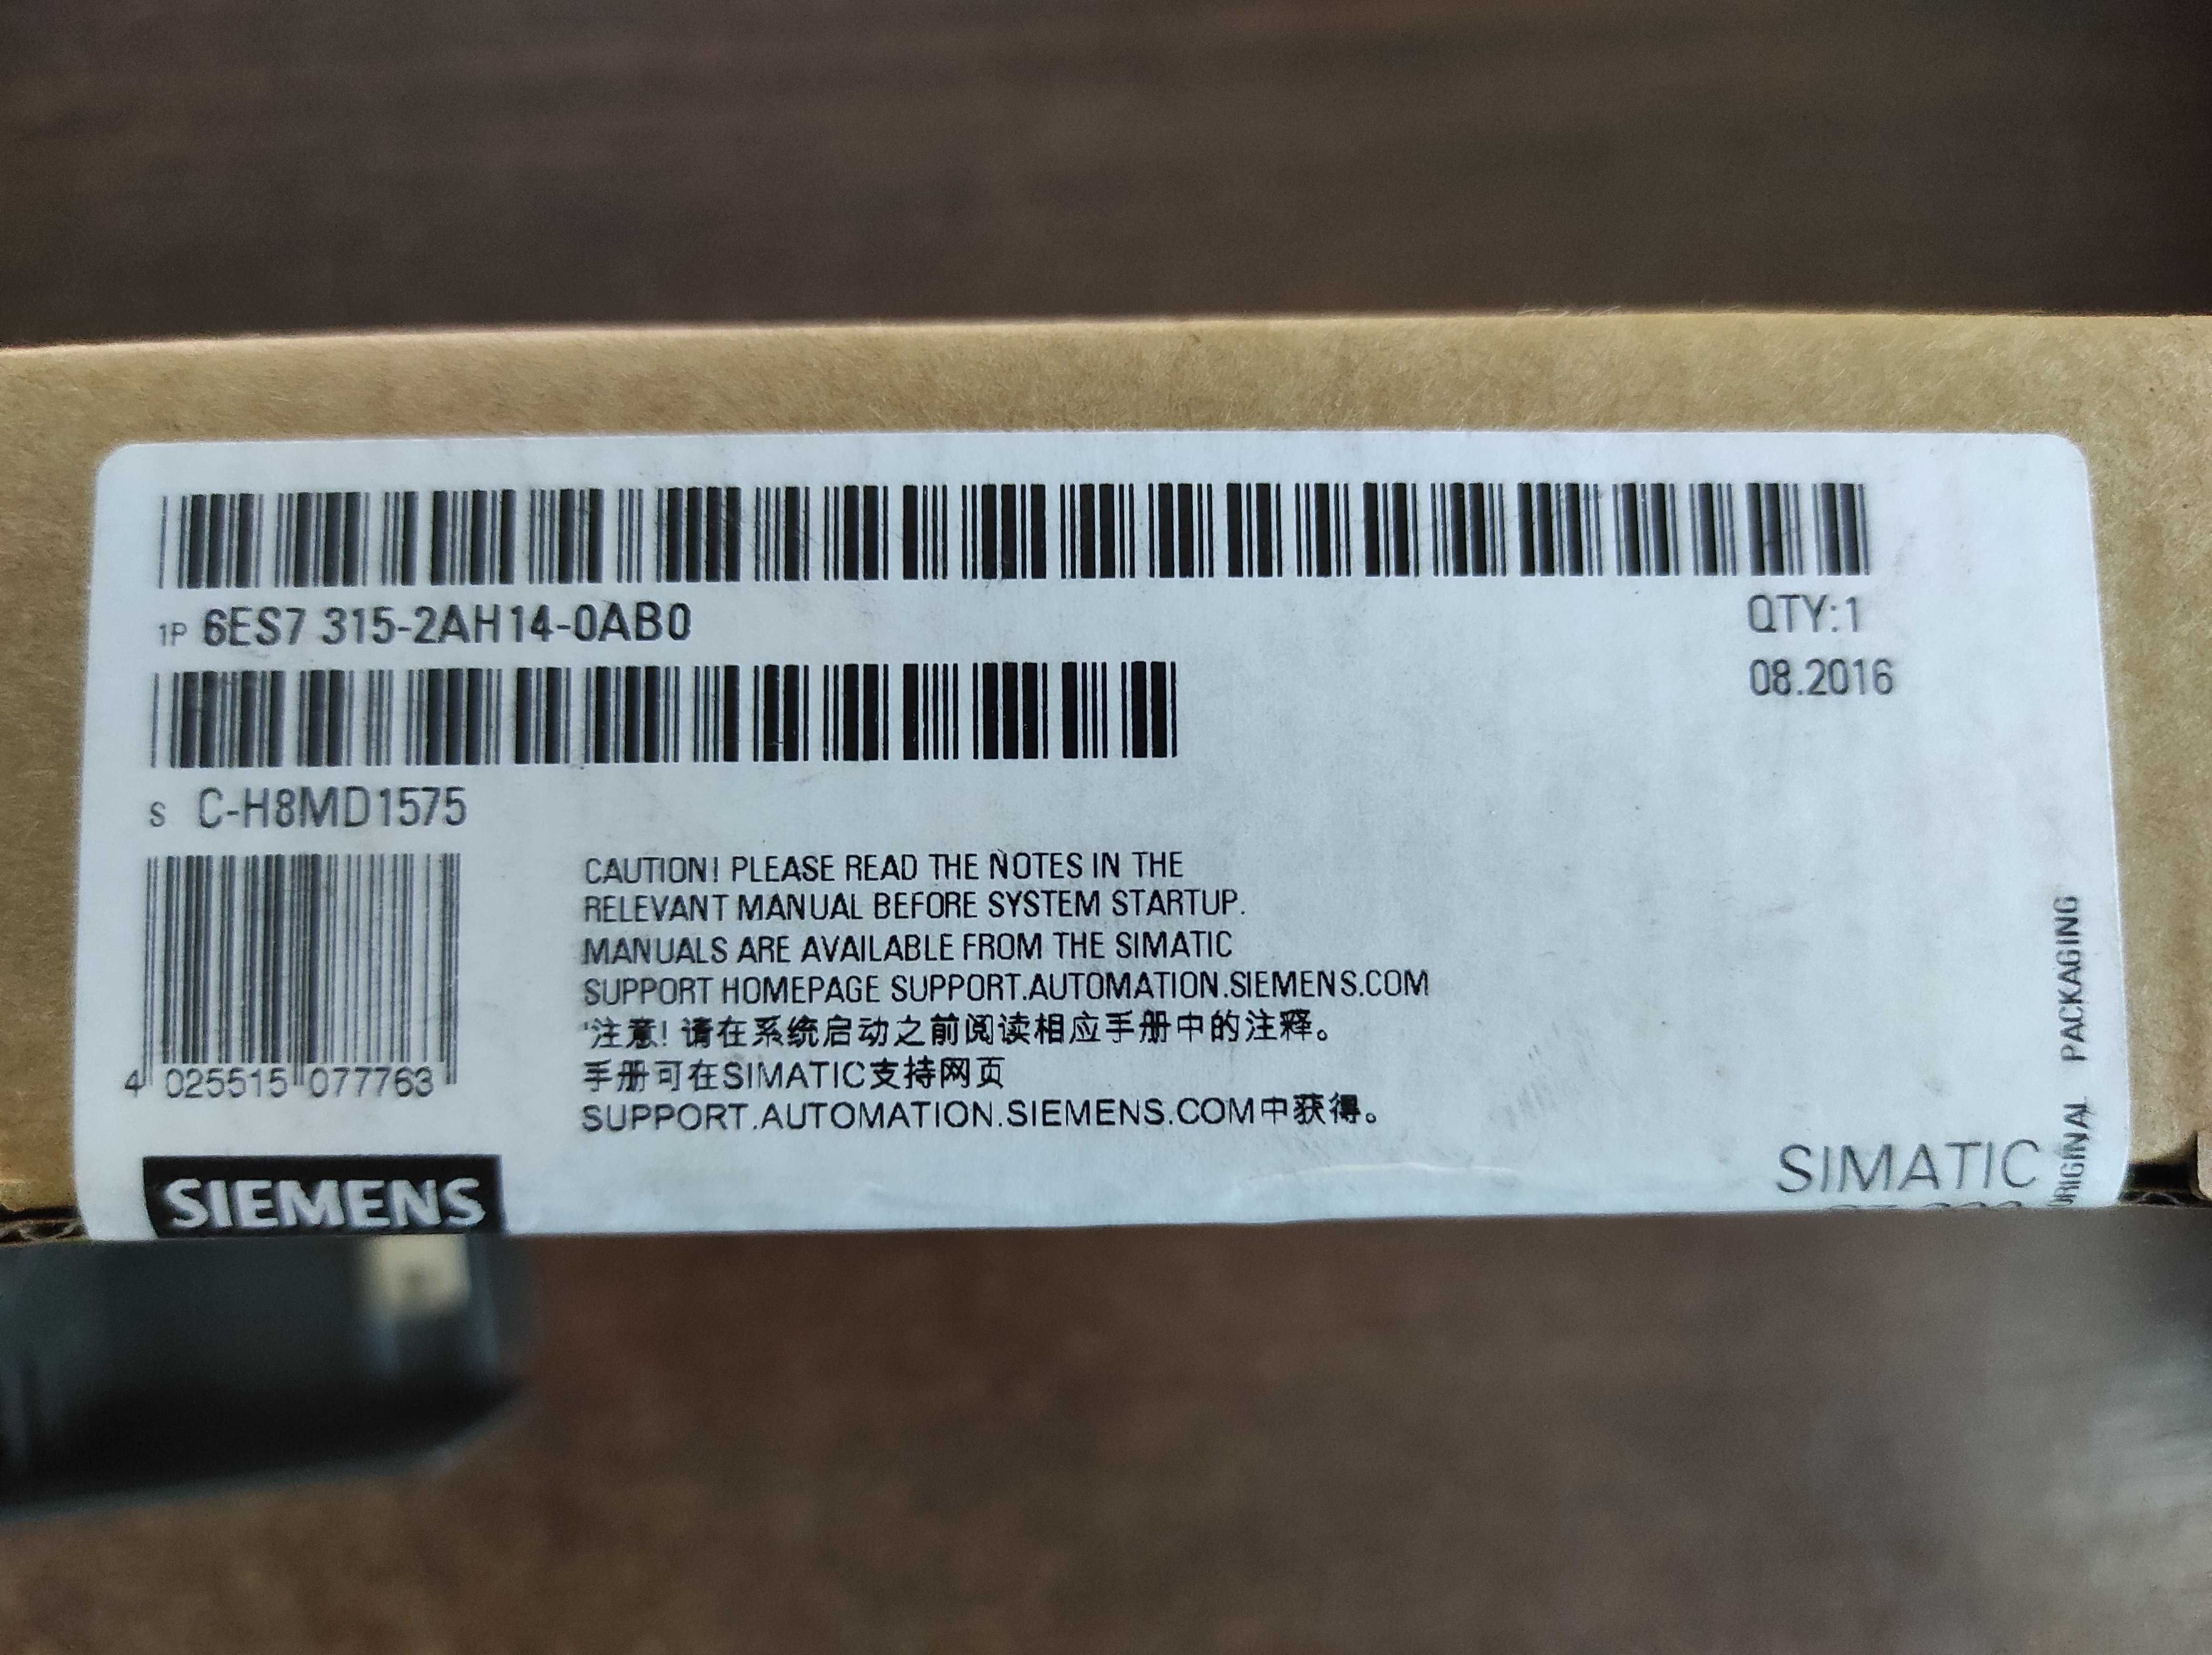 1P 6ES7 315-2AH14-0AB0
QTY:1
08.2016
S C-H8MD1575
CAUTION! PLEASE READ THE NOTES IN THE
RELEVANT MANUAL BEFORE SYSTEM STARTUP.
MANUALS ARE AVAILABLE FROM THE SIMATIC
SUPPORT HOMEPAGE SUPPORT.AUTOMATION.SIEMENS.COM
'注意! 请在系统启动之前阅读相应手册中的注释。
手册可在SIMATIC支持网页
SUPPORT.AUTOMATION.SIEMENS.COM中获得。
4 025515 077763
SIEMENS
SIMATIC
ORIGINAL PACKAGING